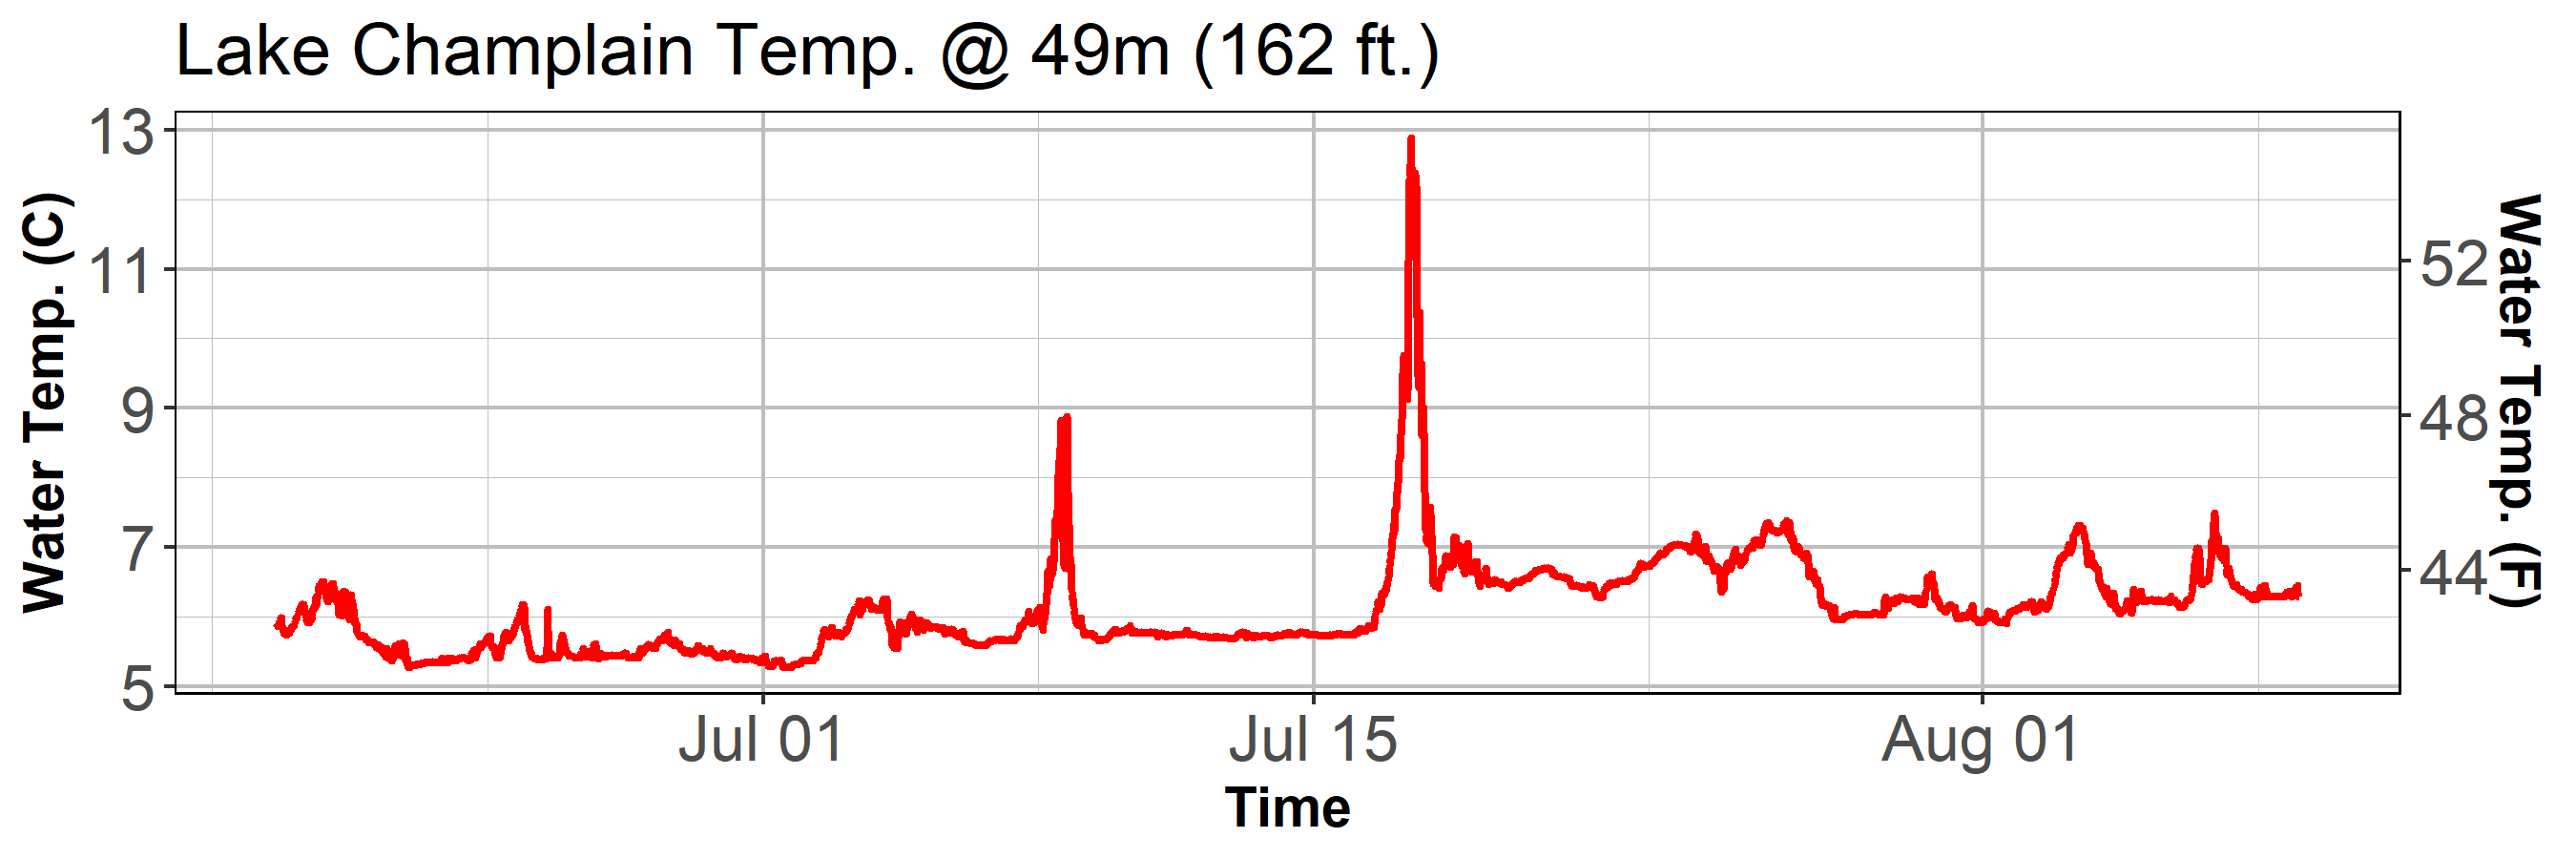 Lake Champlain Temp. @ 49m (162 ft.)
Water Temp. (C)
13
11
9
7
5
52
48
44
Water Temp. (F)
Jul 01
Jul 15
Aug 01
Time